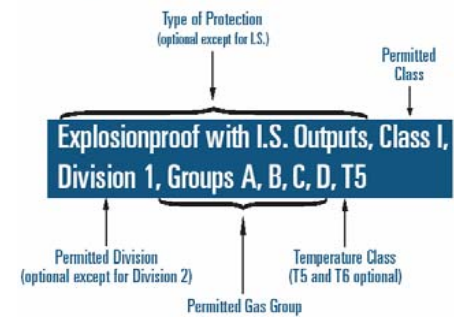 Type of Protection
(optional except for I.S.)
Permitted
Class
Explosionproof with I.S. Outputs, Class I,
Division 1, Groups A, B, C, D, T5
Permitted Division
(optional except for Division 2)
Temperature Class
(T5 and T6 optional)
Permitted Gas Group